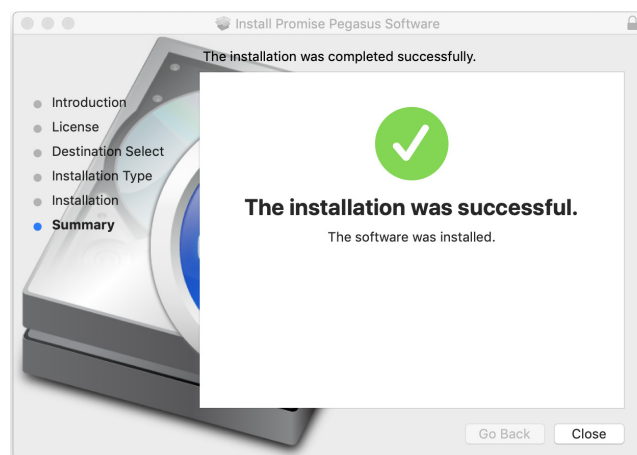 Install Promise Pegasus Software
The installation was completed successfully.
Introduction
License
Destination Select
Installation Type
Installation
Summary
The installation was successful.
The software was installed.
Go Back
Close